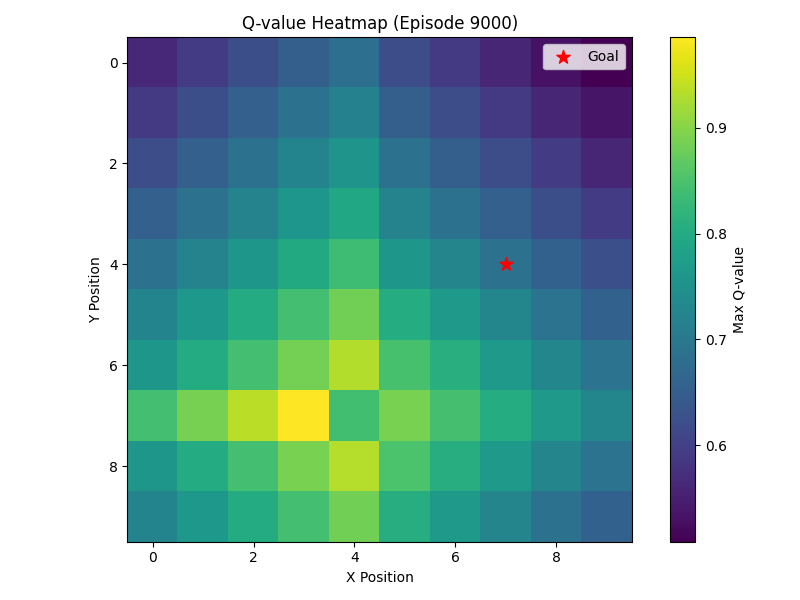 Q-value Heatmap (Episode 9000)
Goal
0
2
4
6
8
Y Position
0 2 4 6 8
X Position
0.9
0.8
0.7
0.6
Max Q-value